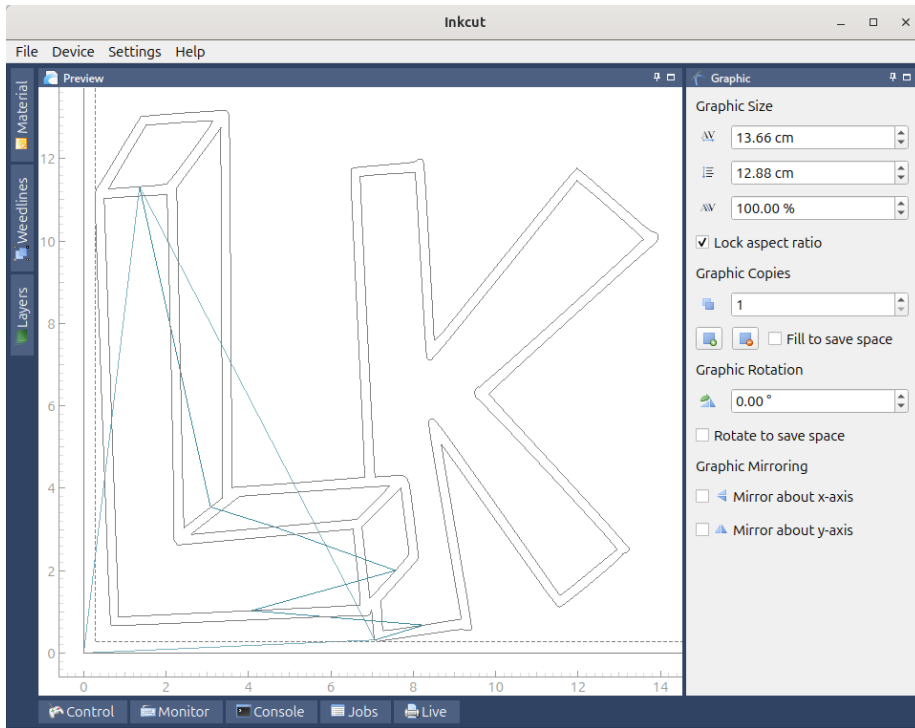 Inkcut
File Device Settings Help
Material
Weedlines
Layers
Preview
12
10
8
6
4
2
0
0 2 4 6 8 10 12 14
LK
Graphic
Graphic Size
13.66 cm
12.88 cm
100.00 %
Lock aspect ratio
Graphic Copies
1
Fill to save space
Graphic Rotation
0.00 °
Rotate to save space
Graphic Mirroring
Mirror about x-axis
Mirror about y-axis
Control Monitor Console Jobs Live